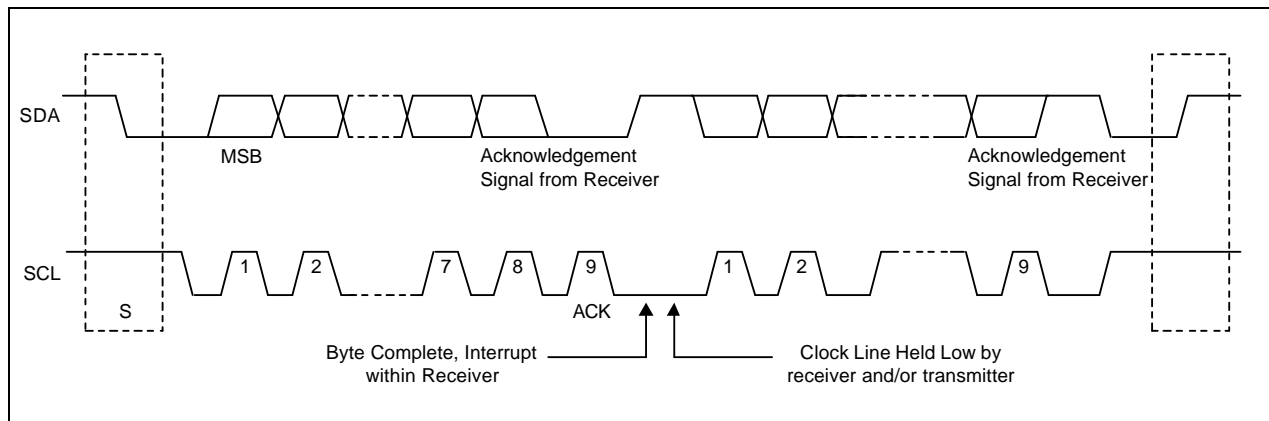 SDA
MSB
Acknowledgement
Signal from Receiver
Acknowledgement
Signal from Receiver
SCL
1
2
7
8
9
1
2
9
S
ACK
Byte Complete, Interrupt
within Receiver
Clock Line Held Low by
receiver and/or transmitter